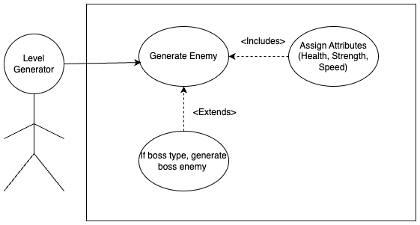 Level
Generator
Generate Enemy
<Includes>
Assign Attributes
(Health, Strength,
Speed)
<Extends>
If boss type, generate
boss enemy